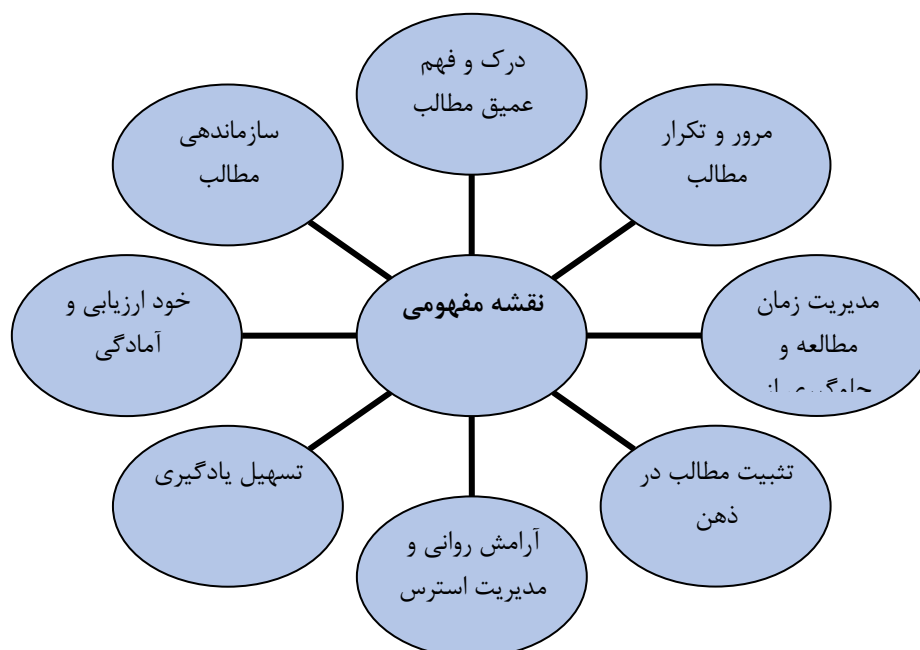 درک و فهم
عمیق مطالب
مرور و تکرار
مطالب
سازماندهی
مطالب
نقشه مفهومی
مدیریت زمان
مطالعه و
خود ارزیابی و
آمادگی
تثبیت مطالب در
ذهن
تسهیل یادگیری
آرامش روانی و
مدیریت استرس